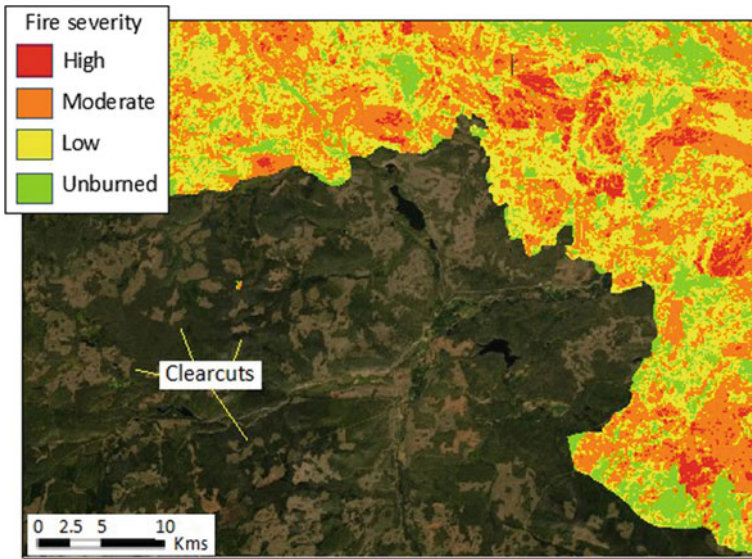 Fire severity
High
Moderate
Low
Unburned
Clearcuts
0 2.5 5 10
Kms